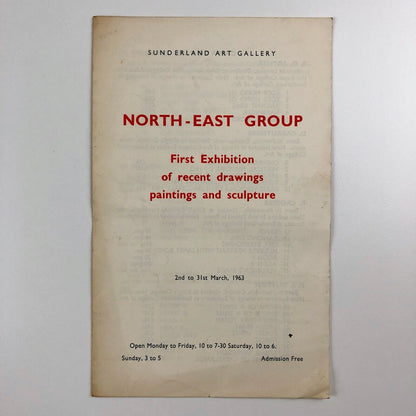 SUNDERLAND ART GALLERY
NORTH-EAST GROUP
First Exhibition
of recent drawings
paintings and sculpture
2nd to 31st March, 1963
Open Monday to Friday, 10 to 7-30 Saturday, 10 to 6.
Sunday, 3 to 5 Admission Free